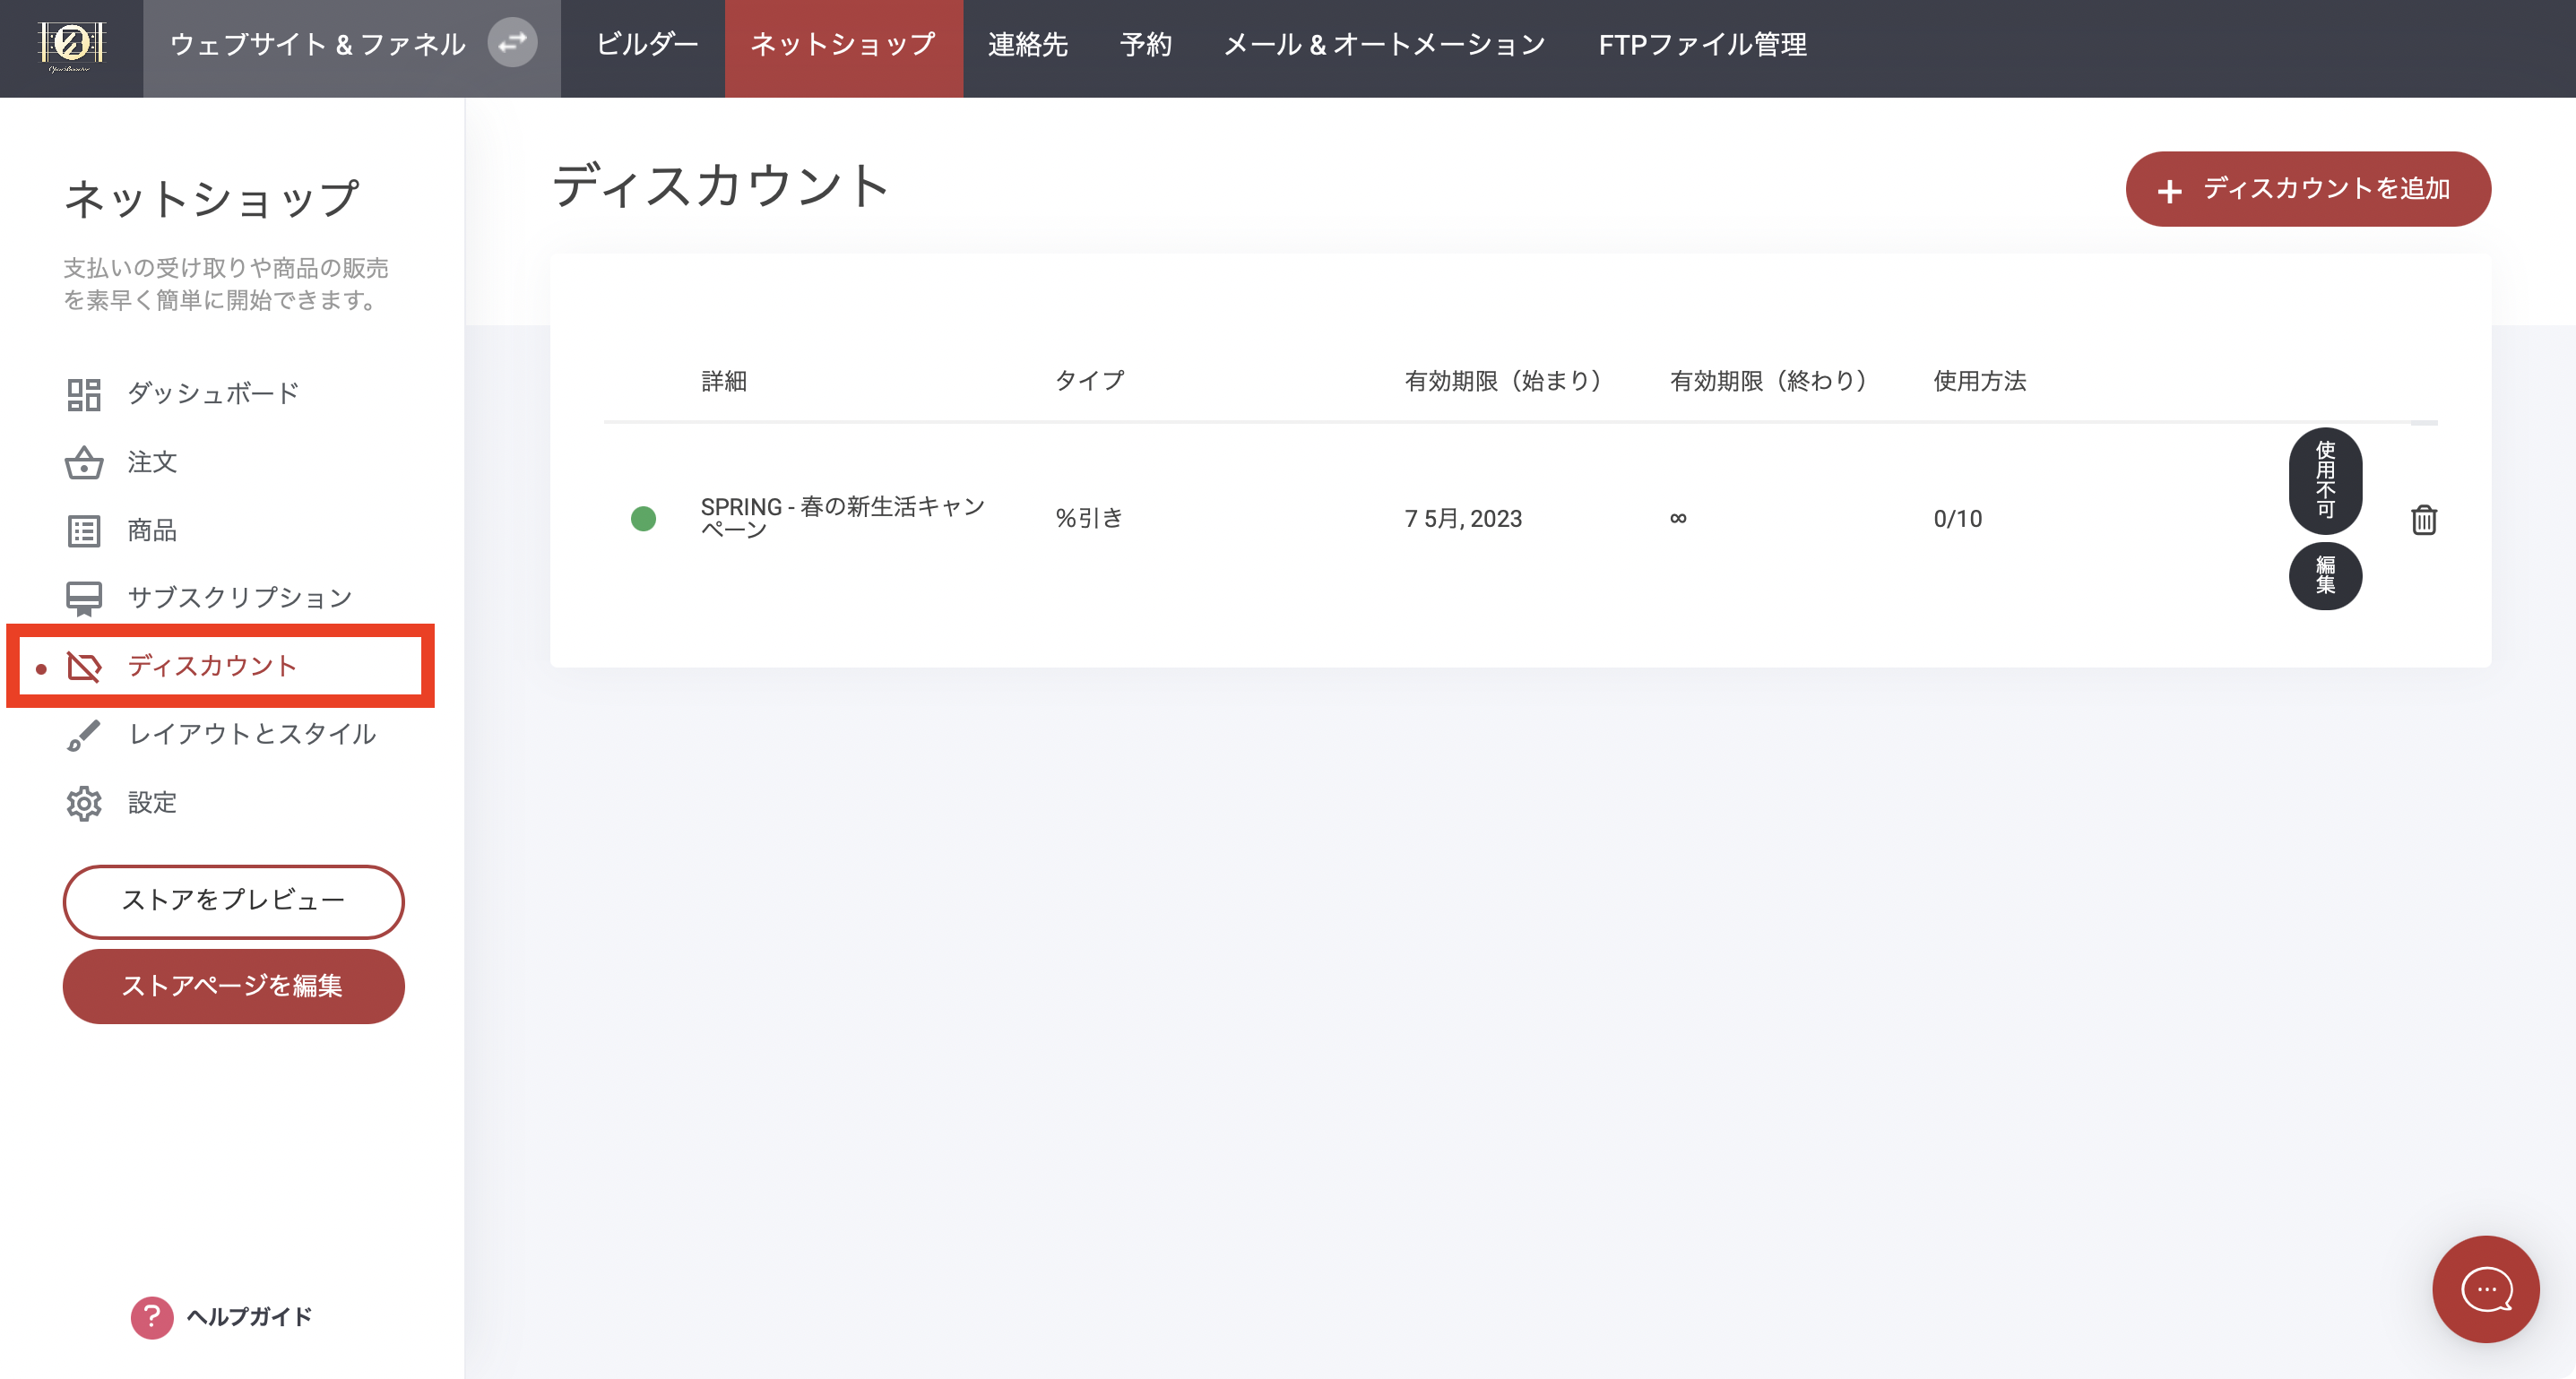 ウェブサイト & ファネル
ビルダー
ネットショップ
連絡先
予約
メール & オートメーション
FTPファイル管理
ネットショップ
支払いの受け取りや商品の販売
を素早く簡単に開始できます。
ダッシュボード
注文
商品
サブスクリプション
ディスカウント
レイアウトとスタイル
設定
ストアをプレビュー
ストアページを編集
? ヘルプガイド
ディスカウント
+ ディスカウントを追加
詳細 タイプ 有効期限（始まり） 有効期限（終わり） 使用方法
SPRING - 春の新生活キャン
ペーン
%引き
7 5月, 2023
∞
0/10
使用不可
編集